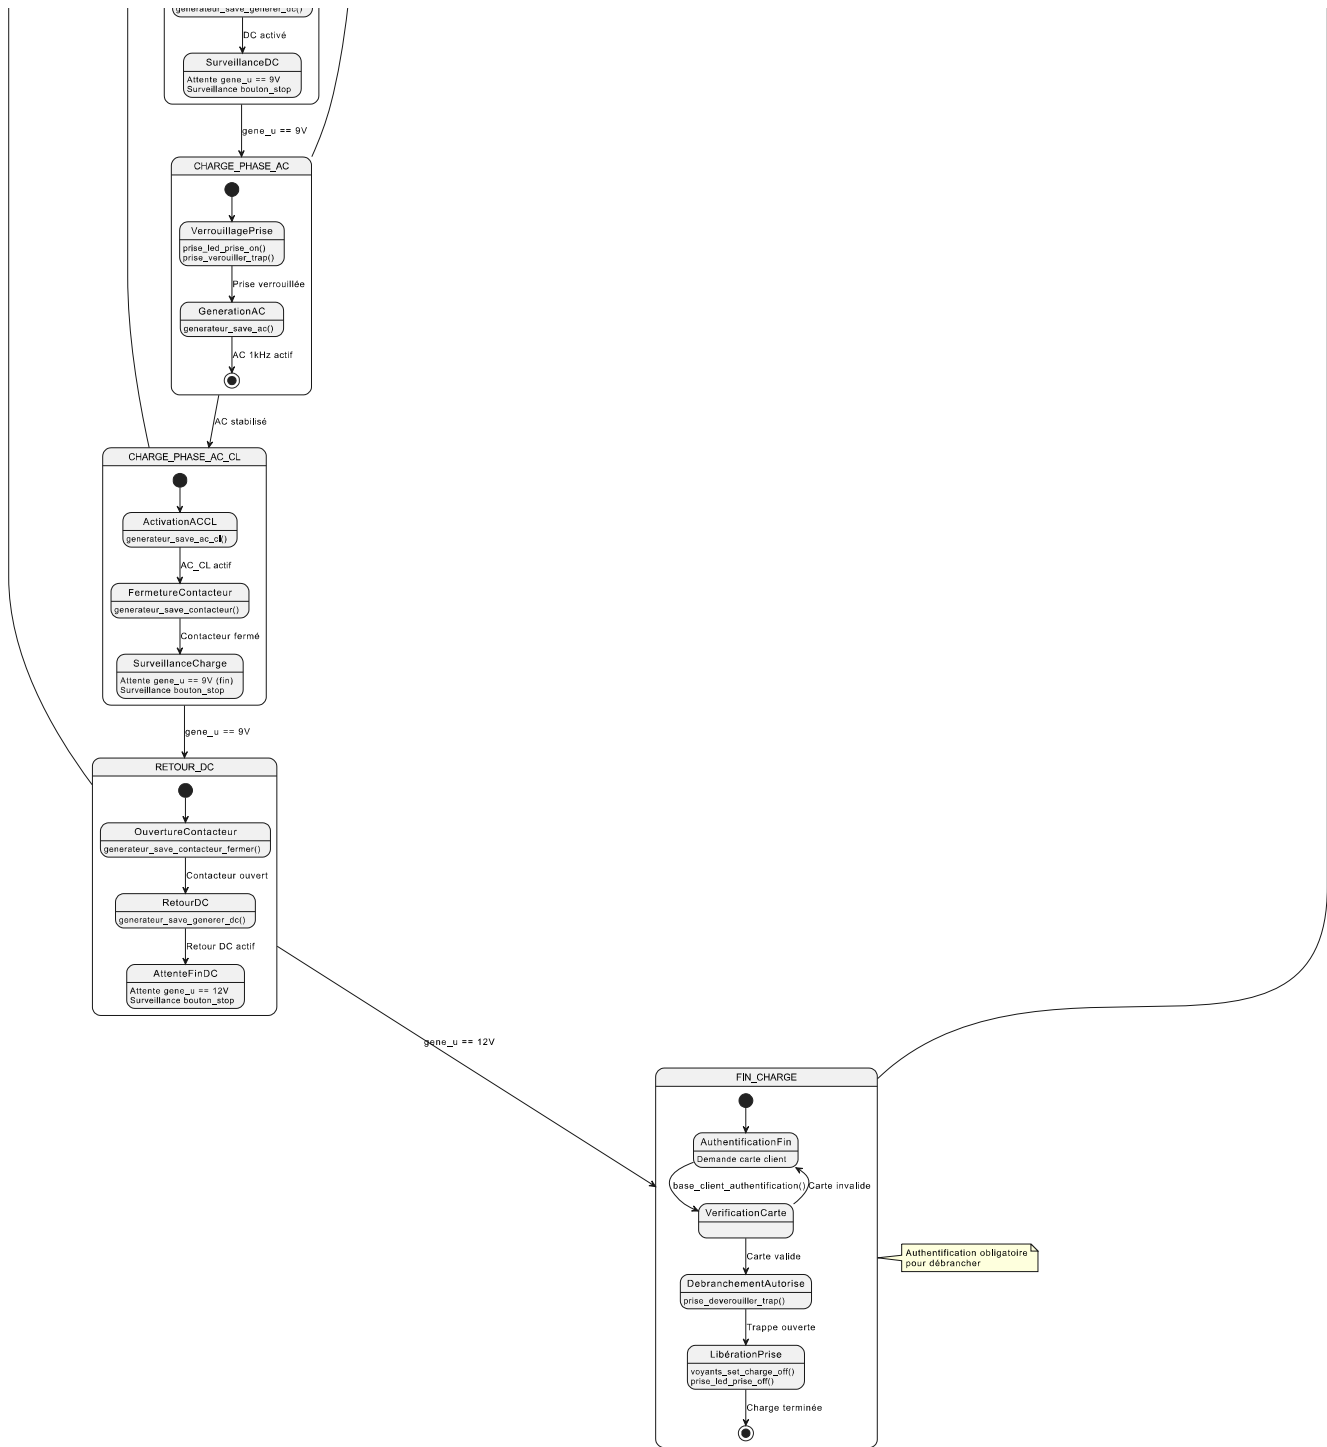 generateur_save_generer_dc()
DC activé
SurveillanceDC
Attente gene_u == 9V
Surveillance bouton_stop
gene_u == 9V
CHARGE_PHASE_AC
VerrouillagePrise
prise_led_prise_on()
prise_verouiller_trap()
Prise verrouillée
GenerationAC
generateur_save_ac()
AC 1kHz actif
AC stabilisé
CHARGE_PHASE_AC_CL
ActivationACCL
generateur_save_ac_cl()
AC_CL actif
FermetureContacteur
generateur_save_contacteur()
Contacteur fermé
SurveillanceCharge
Attente gene_u == 9V (fin)
Surveillance bouton_stop
gene_u == 9V
RETOUR_DC
OuvertureContacteur
generateur_save_contacteur_fermer()
Contacteur ouvert
RetourDC
generateur_save_generer_dc()
Retour DC actif
AttenteFinDC
Attente gene_u == 12V
Surveillance bouton_stop
gene_u == 12V
FIN_CHARGE
AuthentificationFin
Demande carte client
base_client_authentification()
Carte invalide
VerificationCarte
Carte valide
Authentification obligatoire
pour débrancher
DebranchementAutorise
prise_deverouiller_trap()
Trappe ouverte
LibérationPrise
voyants_set_charge_off()
prise_led_prise_off()
Charge terminée